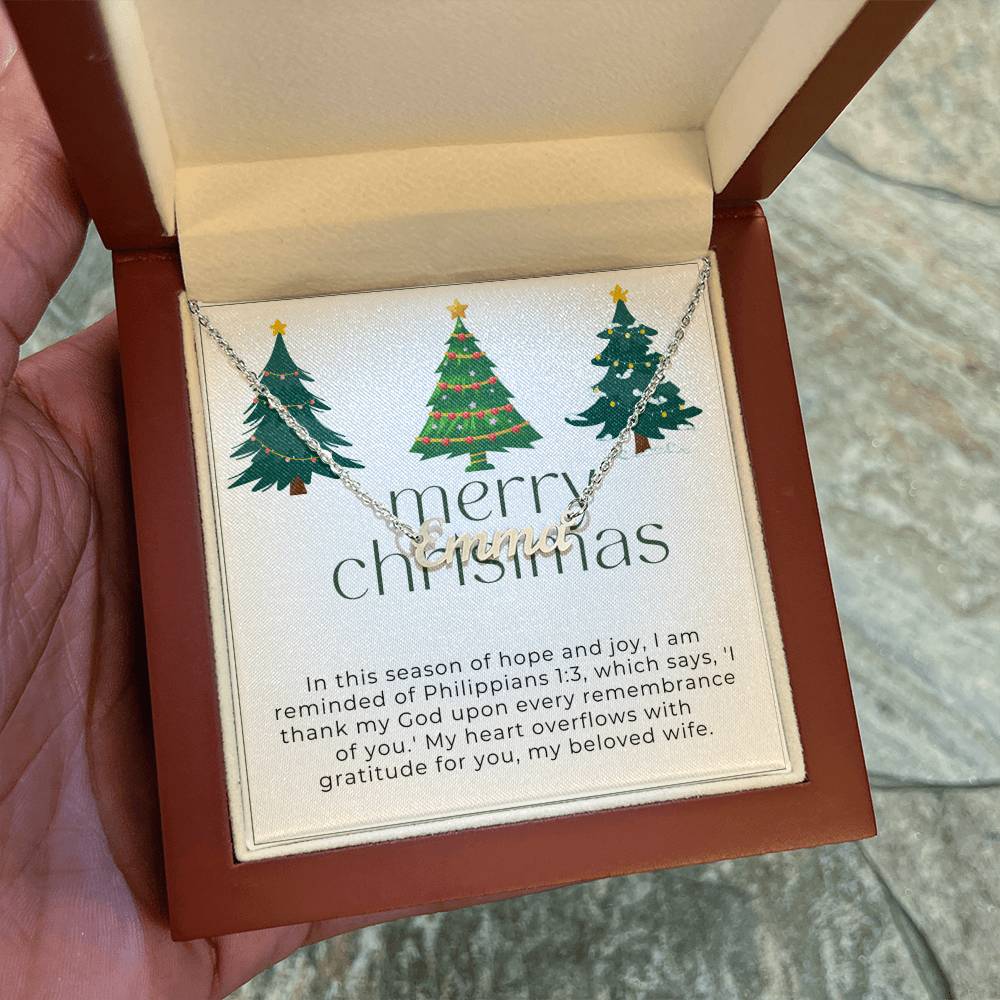 merry
Emma
christmas
In this season of hope and joy, I am
reminded of Philippians 1:3, which says, 'I
thank my God upon every remembrance
of you.' My heart overflows with
gratitude for you, my beloved wife.